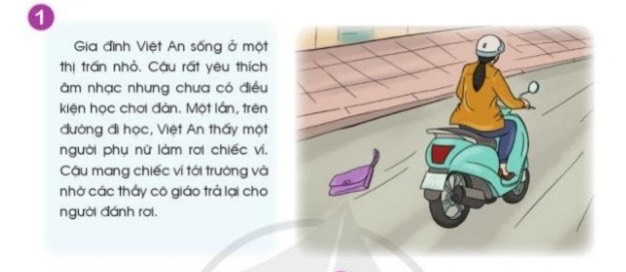 1
Gia đình Việt An sống ở một
thị trấn nhỏ. Cậu rất yêu thích
âm nhạc nhưng chưa có điều
kiện học chơi đàn. Một lần, trên
đường đi học, Việt An thấy một
người phụ nữ làm rơi chiếc ví.
Cậu mang chiếc ví tới trường và
nhờ các thầy cô giáo trả lại cho
người đánh rơi.